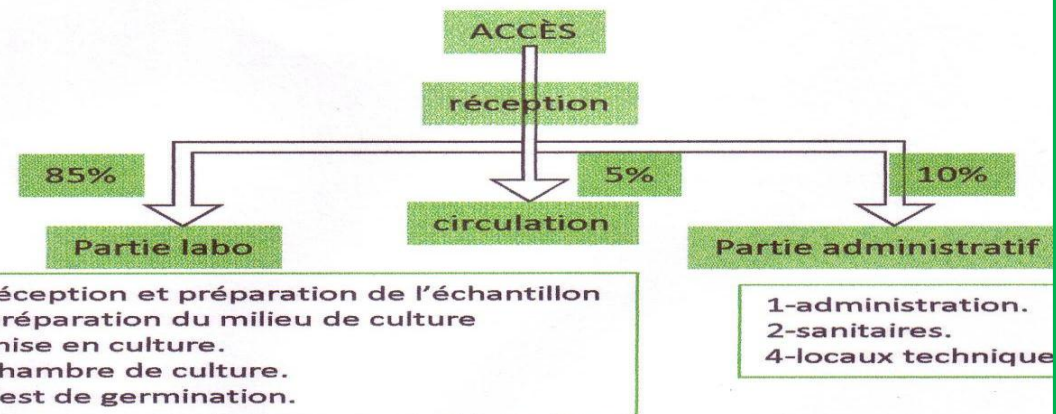 ACCÈS
réception
85%
5%
10%
Partie labo
circulation
Partie administratif
éception et préparation de l'échantillon
réparation du milieu de culture
mise en culture.
hambre de culture.
est de germination.
1-administration.
2-sanitaires.
4-locaux technique